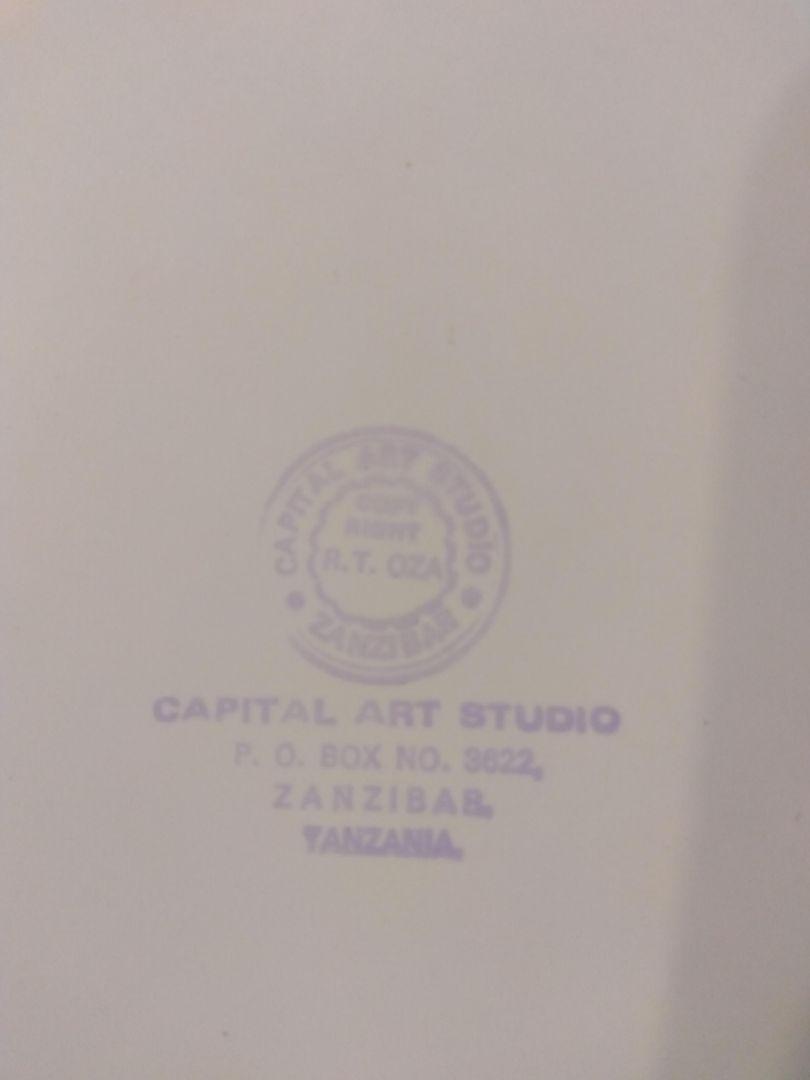 CAPITAL ART STUDIO
COPY
RIGHT
R.T. OZA
ZANZIBAR
CAPITAL ART STUDIO
P. O. BOX NO. 3622,
ZANZIBAR,
TANZANIA.